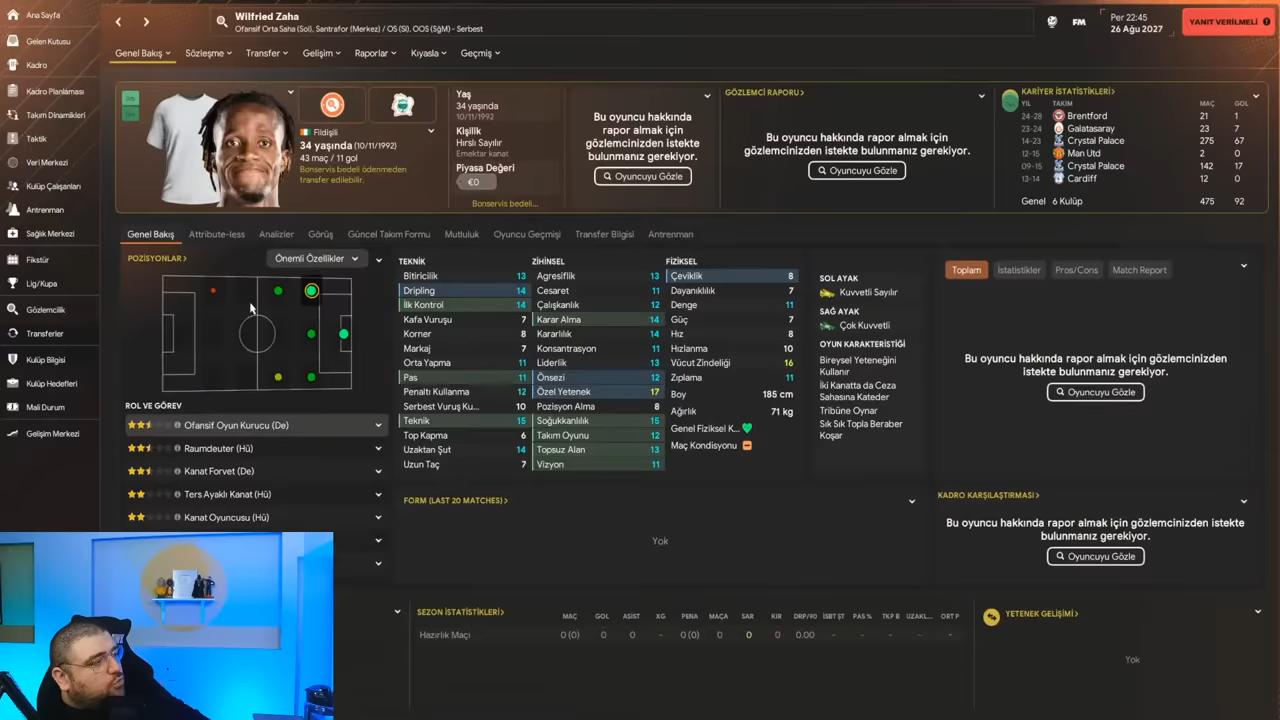 Ana Sayfa
Gelen Kutusu
Kadro
Kadro Planlaması
Takım Dinamikleri
Taktik
Veri Merkezi
Kulüp Çalışanları
Antrenman
Sağlık Merkezi
Fikstür
Lig/Kupa
Gözlemcilik
Transferler
Kulüp Bilgisi
Kulüp Hedefleri
Mali Durum
Gelişim Merkezi
Wilfried Zaha
Ofansif Orta Saha (Sol), Santrafor (Merkez) / OS (Sl), OOS (SğM) - Serbest
FM
Per 22:45
26 Ağu 2027
YANIT VERİLMELİ
Genel Bakış
Sözleşme
Transfer
Gelişim
Raporlar
Kıyasla
Geçmiş
Fildişili
34 yaşında (10/11/1992)
43 maç / 11 gol
Bonservis bedeli ödenmeden
transfer edilebilir.
Yaş
34 yaşında
10/11/1992
Kişilik
Hırslı Sayılır
Emektar kanat
Piyasa Değeri
€0
Bonservis bedeli...
Bu oyuncu hakkında
rapor almak için
gözlemcinizden istekte
bulunmanız gerekiyor.
Oyuncuyu Gözle
GÖZLEMCİ RAPORU>
Bu oyuncu hakkında rapor almak için
gözlemcinizden istekte bulunmanız gerekiyor.
Oyuncuyu Gözle
KARİYER İSTATİSTİKLERİ>
YIL TAKIM MAÇ GOL
24-28 Brentford 21 1
23-24 Galatasaray 23 7
14-23 Crystal Palace 275 67
12-15 Man Utd 2 0
09-15 Crystal Palace 142 17
13-14 Cardiff 12 0
Genel 6 Kulüp 475 92
Genel Bakış
Attribute-less
Analizler
Görüş
Güncel Takım Formu
Mutluluk
Oyuncu Geçmişi
Transfer Bilgisi
Antrenman
POZİSYONLAR>
Önemli Özellikler
ROL VE GÖREV
Ofansif Oyun Kurucu (De)
Raumdeuter (Hü)
Kanat Forvet (De)
Ters Ayaklı Kanat (Hü)
Kanat Oyuncusu (Hü)
TEKNİK
Bitiricilik 13
Dripling 14
İlk Kontrol 14
Kafa Vuruşu 7
Korner 8
Markaj 7
Orta Yapma 11
Pas 11
Penaltı Kullanma 12
Serbest Vuruş Ku... 10
Teknik 15
Top Kapma 6
Uzaktan Şut 14
Uzun Taç 7
ZİHİNSEL
Agresiflik 13
Cesaret 11
Çalışkanlık 12
Karar Alma 14
Kararlılık 14
Konsantrasyon 11
Liderlik 13
Önsezi 12
Özel Yetenek 17
Pozisyon Alma 8
Soğukkanlılık 15
Takım Oyunu 12
Topsuz Alan 13
Vizyon 11
FİZİKSEL
Çeviklik 8
Dayanıklılık 7
Denge 11
Güç 7
Hız 8
Hızlanma 10
Vücut Zindeliği 16
Zıplama 11
Boy 185 cm
Ağırlık 71 kg
Genel Fiziksel K...
Maç Kondisyonu
SOL AYAK
Kuvvetli Sayılır
SAĞ AYAK
Çok Kuvvetli
OYUN KARAKTERİSTİĞİ
Bireysel Yeteneğini
Kullanır
İki Kanatta da Ceza
Sahasına Kateder
Tribüne Oynar
Sık Sık Topla Beraber
Koşar
Toplam
İstatistikler
Pros/Cons
Match Report
Bu oyuncu hakkında rapor almak için gözlemcinizden
istekte bulunmanız gerekiyor.
Oyuncuyu Gözle
FORM (LAST 20 MATCHES)>
Yok
KADRO KARŞILAŞTIRMASI>
Bu oyuncu hakkında rapor almak için gözlemcinizden istekte
bulunmanız gerekiyor.
Oyuncuyu Gözle
SEZON İSTATİSTİKLERİ>
MAÇ GOL ASİST XG PENA MAÇA SAR KIR DRP/90 İSBT ŞT PAS % TKP B UZAKL... ORT P
Hazırlık Maçı 0 (0) 0 0 - 0 (0) 0 0 0 0.00 - - - - -
YETENEK GELİŞİMİ>
Yok